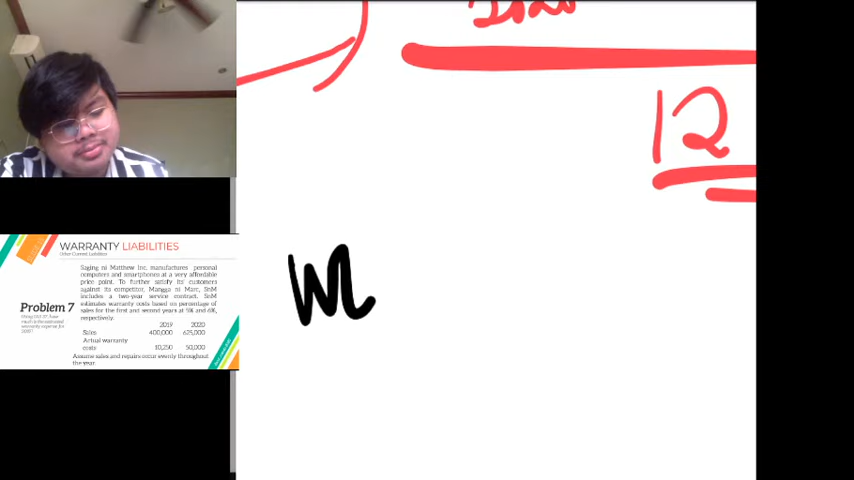 12
WARRANTY LIABILITIES
Other Current Liabilities
Saging ni Matthew Inc. manufactures personal
computers and smartphones at a very affordable
price point. To further satisfy its customers
against its competitor, Mangga ni Marc, SnM
includes a two-year service contract. SnM
estimates warranty costs based on percentage of
sales for the first and second years at 5% and 6%,
respectively.
Problem 7
2019 2020
Sales 400,000 625,000
Actual warranty
costs 10,250 50,000
Assume sales and repairs occur evenly throughout
the year.